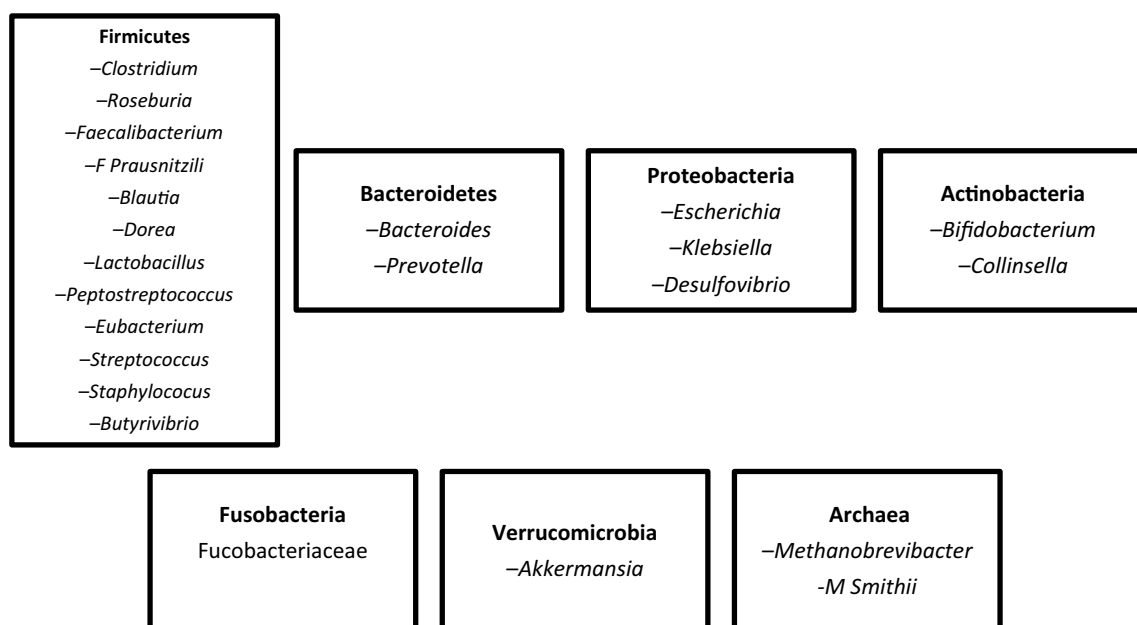 Firmicutes
–Clostridium
–Roseburia
–Faecalibacterium
–F Prausnitzili
–Blautia
–Dorea
–Lactobacillus
–Peptostreptococcus
–Eubacterium
–Streptococcus
–Staphylococus
–Butyrivibrio
Bacteroidetes
–Bacteroides
–Prevotella
Proteobacteria
–Escherichia
–Klebsiella
–Desulfovibrio
Actinobacteria
–Bifidobacterium
–Collinsella
Fusobacteria
Fucobacteriaceae
Verrucomicrobia
–Akkermansia
Archaea
–Methanobrevibacter
-M Smithii